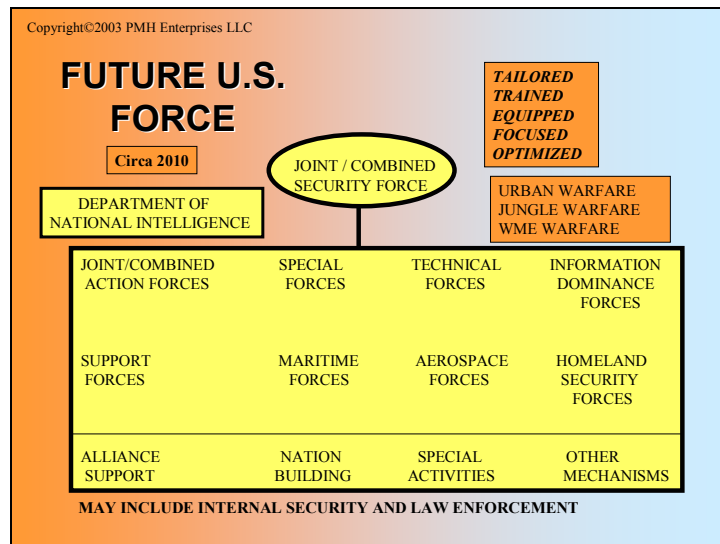 Copyright©2003 PMH Enterprises LLC
FUTURE U.S.
FORCE
Circa 2010
TAILORED
TRAINED
EQUIPPED
FOCUSED
OPTIMIZED
JOINT / COMBINED
SECURITY FORCE
DEPARTMENT OF
NATIONAL INTELLIGENCE
URBAN WARFARE
JUNGLE WARFARE
WME WARFARE
JOINT/COMBINED
ACTION FORCES
SPECIAL
FORCES
TECHNICAL
FORCES
INFORMATION
DOMINANCE
FORCES
SUPPORT
FORCES
MARITIME
FORCES
AEROSPACE
FORCES
HOMELAND
SECURITY
FORCES
ALLIANCE
SUPPORT
NATION
BUILDING
SPECIAL
ACTIVITIES
OTHER
MECHANISMS
MAY INCLUDE INTERNAL SECURITY AND LAW ENFORCEMENT